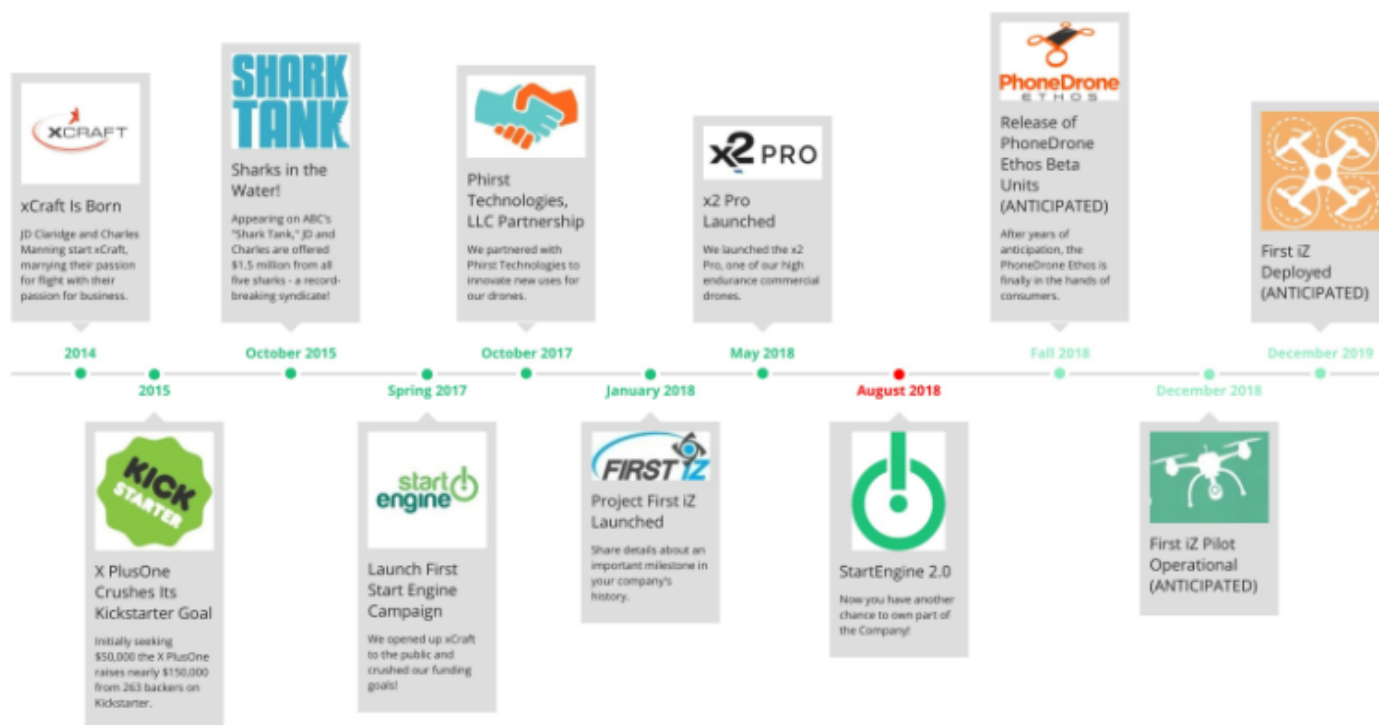 XCRAFT
xCraft Is Born
JD Claridge and Charles
Manning start xCraft,
marrying their passion
for flight with their
passion for business.
2014
KICK
STARTER
X PlusOne
Crushes Its
Kickstarter Goal
Initially seeking
$50,000 the X PlusOne
raises nearly $150,000
from 263 backers on
Kickstarter.
2015
SHARK
TANK
Sharks in the
Water!
Appearing on ABC's
"Shark Tank," JD and
Charles are offered
$1.5 million from all
five sharks - a record-
breaking syndicate!
October 2015
Spring 2017
start
engine
Launch First
Start Engine
Campaign
We opened up xCraft
to the public and
crushed our funding
goals!
Phirst
Technologies,
LLC Partnership
We partnered with
Phirst Technologies to
innovate new uses for
our drones.
October 2017
January 2018
FIRST iZ
Project First iZ
Launched
Share details about an
important milestone in
your company's
history.
x2 PRO
x2 Pro
Launched
We launched the x2
Pro, one of our high
endurance commercial
drones.
May 2018
August 2018
StartEngine 2.0
Now you have another
chance to own part of
the Company!
PhoneDrone
ETHOS
Release of
PhoneDrone
Ethos Beta
Units
(ANTICIPATED)
After years of
anticipation, the
PhoneDrone Ethos is
finally in the hands of
consumers.
Fall 2018
December 2018
First iZ Pilot
Operational
(ANTICIPATED)
First iZ
Deployed
(ANTICIPATED)
December 2019